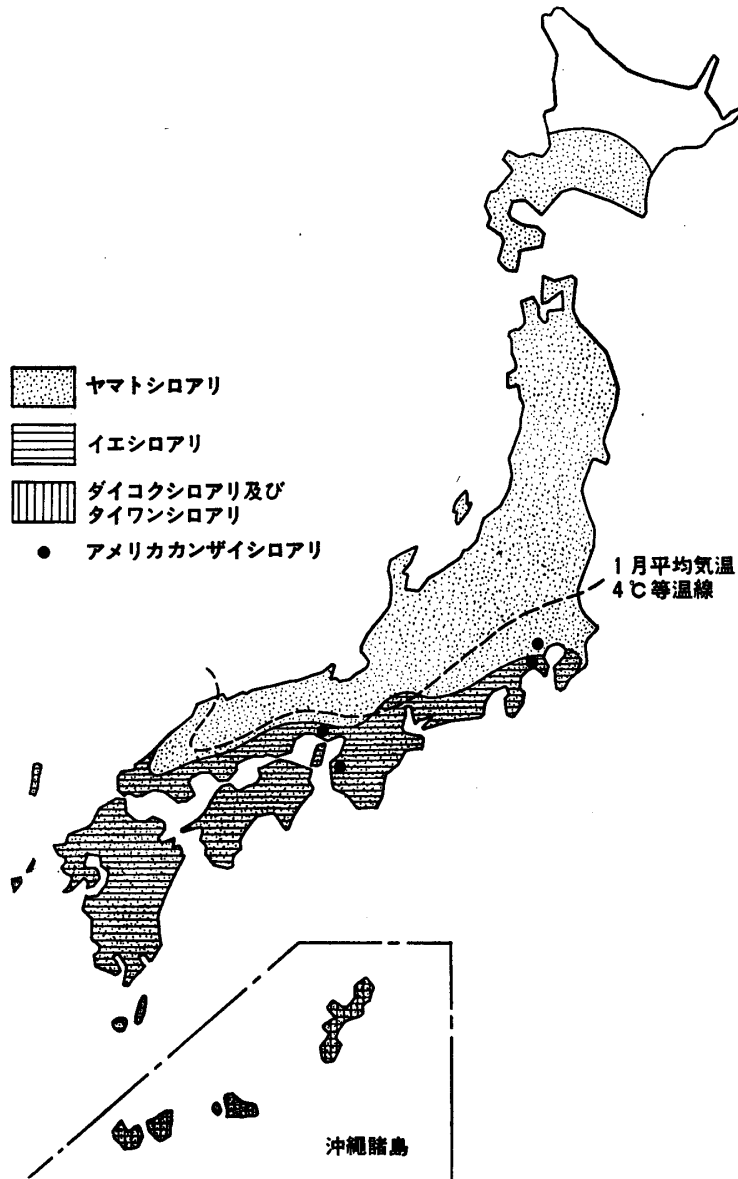 ヤマトシロアリ
イエシロアリ
ダイコクシロアリ及び
タイワンシロアリ
アメリカカンザイシロアリ
1月平均気温
4℃等温線
沖縄諸島